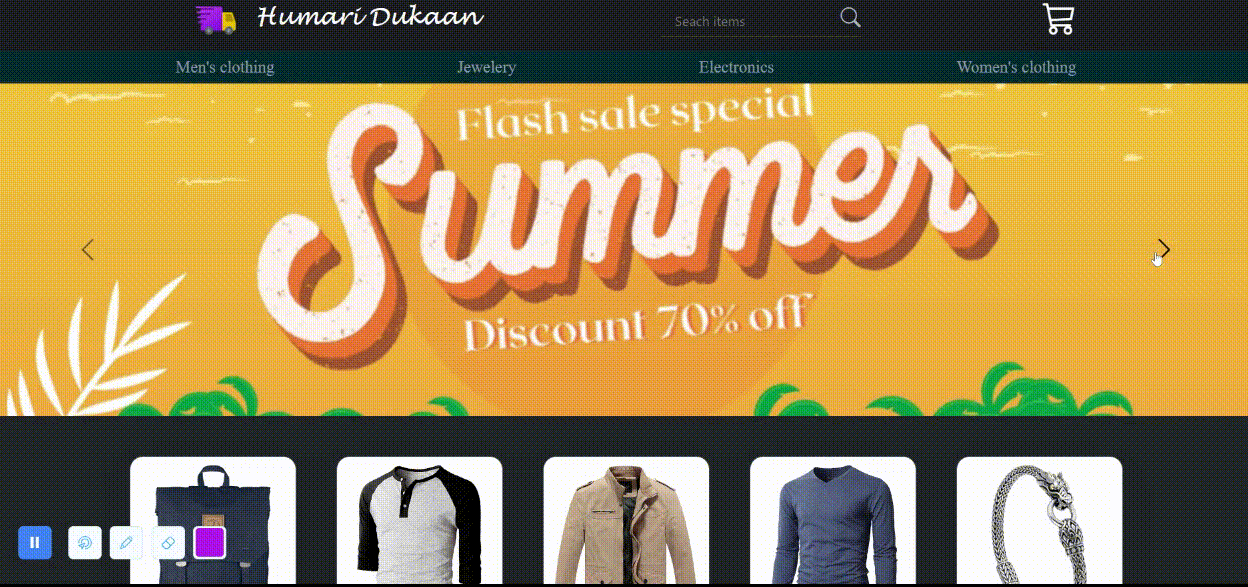 Humari Dukaan
Seach items
Men's clothing
Jewelery
Electronics
Women's clothing
Flash sale special
Summer
Discount 70% off